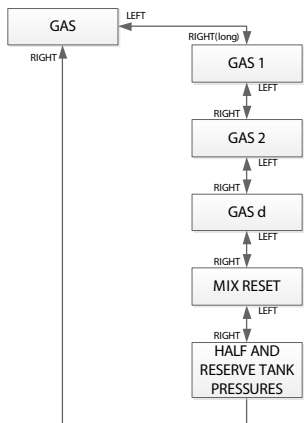 GAS
LEFT
RIGHT(long)
RIGHT
GAS 1
LEFT
RIGHT
GAS 2
LEFT
RIGHT
GAS d
LEFT
RIGHT
MIX RESET
LEFT
RIGHT
HALF AND
RESERVE TANK
PRESSURES